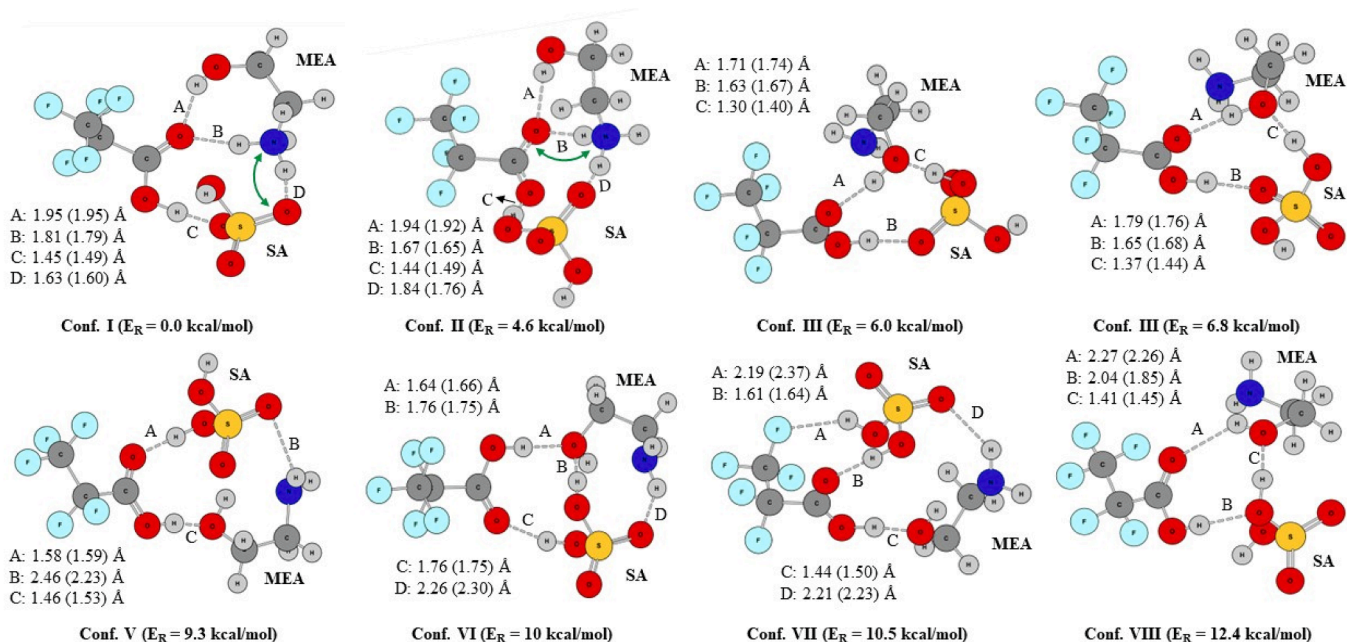 MEA
A
B
D
C
SA
A: 1.95 (1.95) Å
B: 1.81 (1.79) Å
C: 1.45 (1.49) Å
D: 1.63 (1.60) Å
Conf. I (E_R = 0.0 kcal/mol)
MEA
A
B
C
D
SA
A: 1.94 (1.92) Å
B: 1.67 (1.65) Å
C: 1.44 (1.49) Å
D: 1.84 (1.76) Å
Conf. II (E_R = 4.6 kcal/mol)
A: 1.71 (1.74) Å
B: 1.63 (1.67) Å
C: 1.30 (1.40) Å
MEA
C
A
B
SA
Conf. III (E_R = 6.0 kcal/mol)
MEA
A
C
B
SA
A: 1.79 (1.76) Å
B: 1.65 (1.68) Å
C: 1.37 (1.44) Å
Conf. III (E_R = 6.8 kcal/mol)
SA
A
B
C
MEA
A: 1.58 (1.59) Å
B: 2.46 (2.23) Å
C: 1.46 (1.53) Å
Conf. V (E_R = 9.3 kcal/mol)
A: 1.64 (1.66) Å
B: 1.76 (1.75) Å
MEA
A
B
C
D
SA
C: 1.76 (1.75) Å
D: 2.26 (2.30) Å
Conf. VI (E_R = 10 kcal/mol)
A: 2.19 (2.37) Å
B: 1.61 (1.64) Å
SA
A
D
B
C
MEA
C: 1.44 (1.50) Å
D: 2.21 (2.23) Å
Conf. VII (E_R = 10.5 kcal/mol)
A: 2.27 (2.26) Å
B: 2.04 (1.85) Å
C: 1.41 (1.45) Å
MEA
A
C
B
SA
Conf. VIII (E_R = 12.4 kcal/mol)